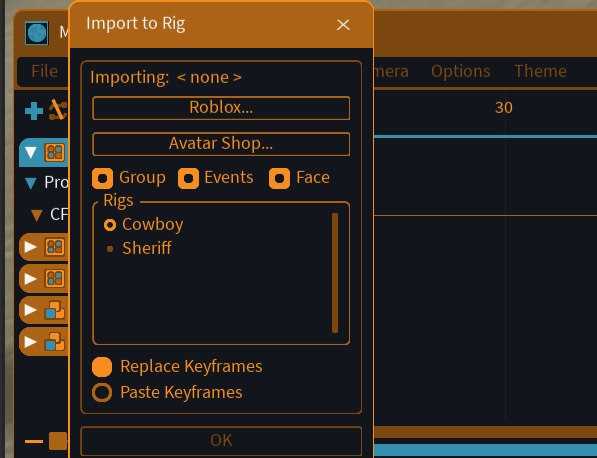 Import to Rig
M
File
mera Options Theme
Importing: < none >
30
Roblox...
Avatar Shop...
Group Events Face
Pro
Rigs
CF
Cowboy
Sheriff
Replace Keyframes
Paste Keyframes
OK